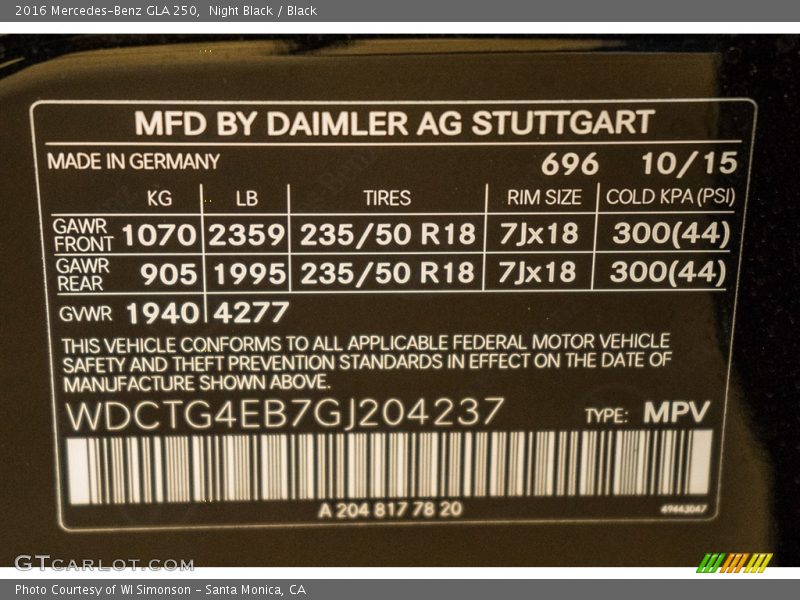 2016 Mercedes-Benz GLA 250,  Night Black / Black
MFD BY DAIMLER AG STUTTGART
MADE IN GERMANY 696 10/15
KG LB TIRES RIM SIZE COLD KPA (PSI)
GAWR FRONT 1070 2359 235/50 R18 7Jx18 300(44)
GAWR REAR 905 1995 235/50 R18 7Jx18 300(44)
GVWR 1940 4277
THIS VEHICLE CONFORMS TO ALL APPLICABLE FEDERAL MOTOR VEHICLE
SAFETY AND THEFT PREVENTION STANDARDS IN EFFECT ON THE DATE OF
MANUFACTURE SHOWN ABOVE.
WDCTG4EB7GJ204237 TYPE: MPV
A 204 817 78 20 49443047
GTCARLOT.COM
Photo Courtesy of WI Simonson - Santa Monica, CA